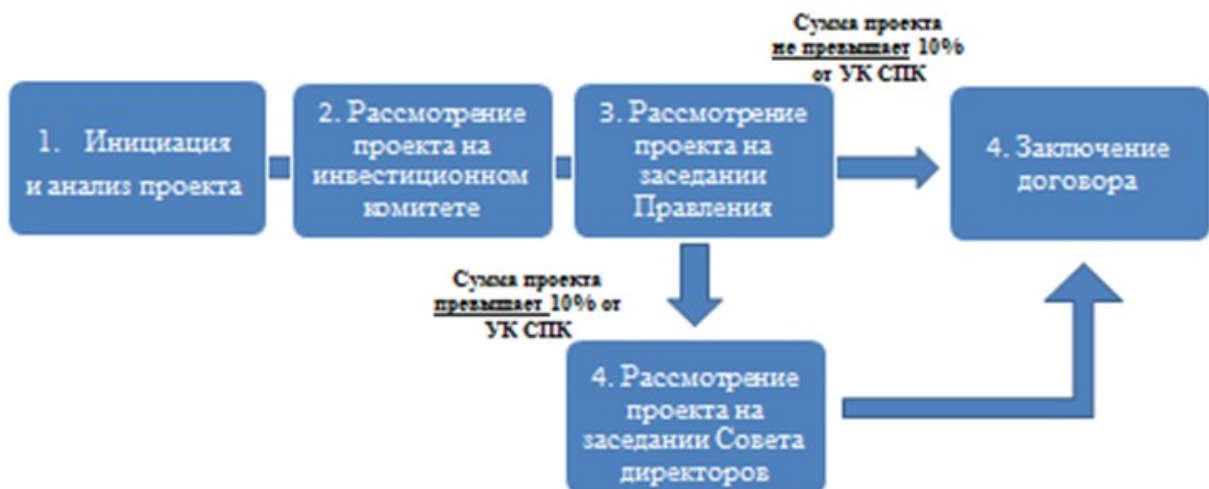 Сумма проекта
не превышает 10%
от УК СПК
1. Инициация
и анализ проекта
2. Рассмотрение
проекта на
инвестиционном
комитете
3. Рассмотрение
проекта на
заседании
Правления
4. Заключение
договора
Сумма проекта
превышает 10% от
УК СПК
4. Рассмотрение
проекта на
заседании Совета
директоров